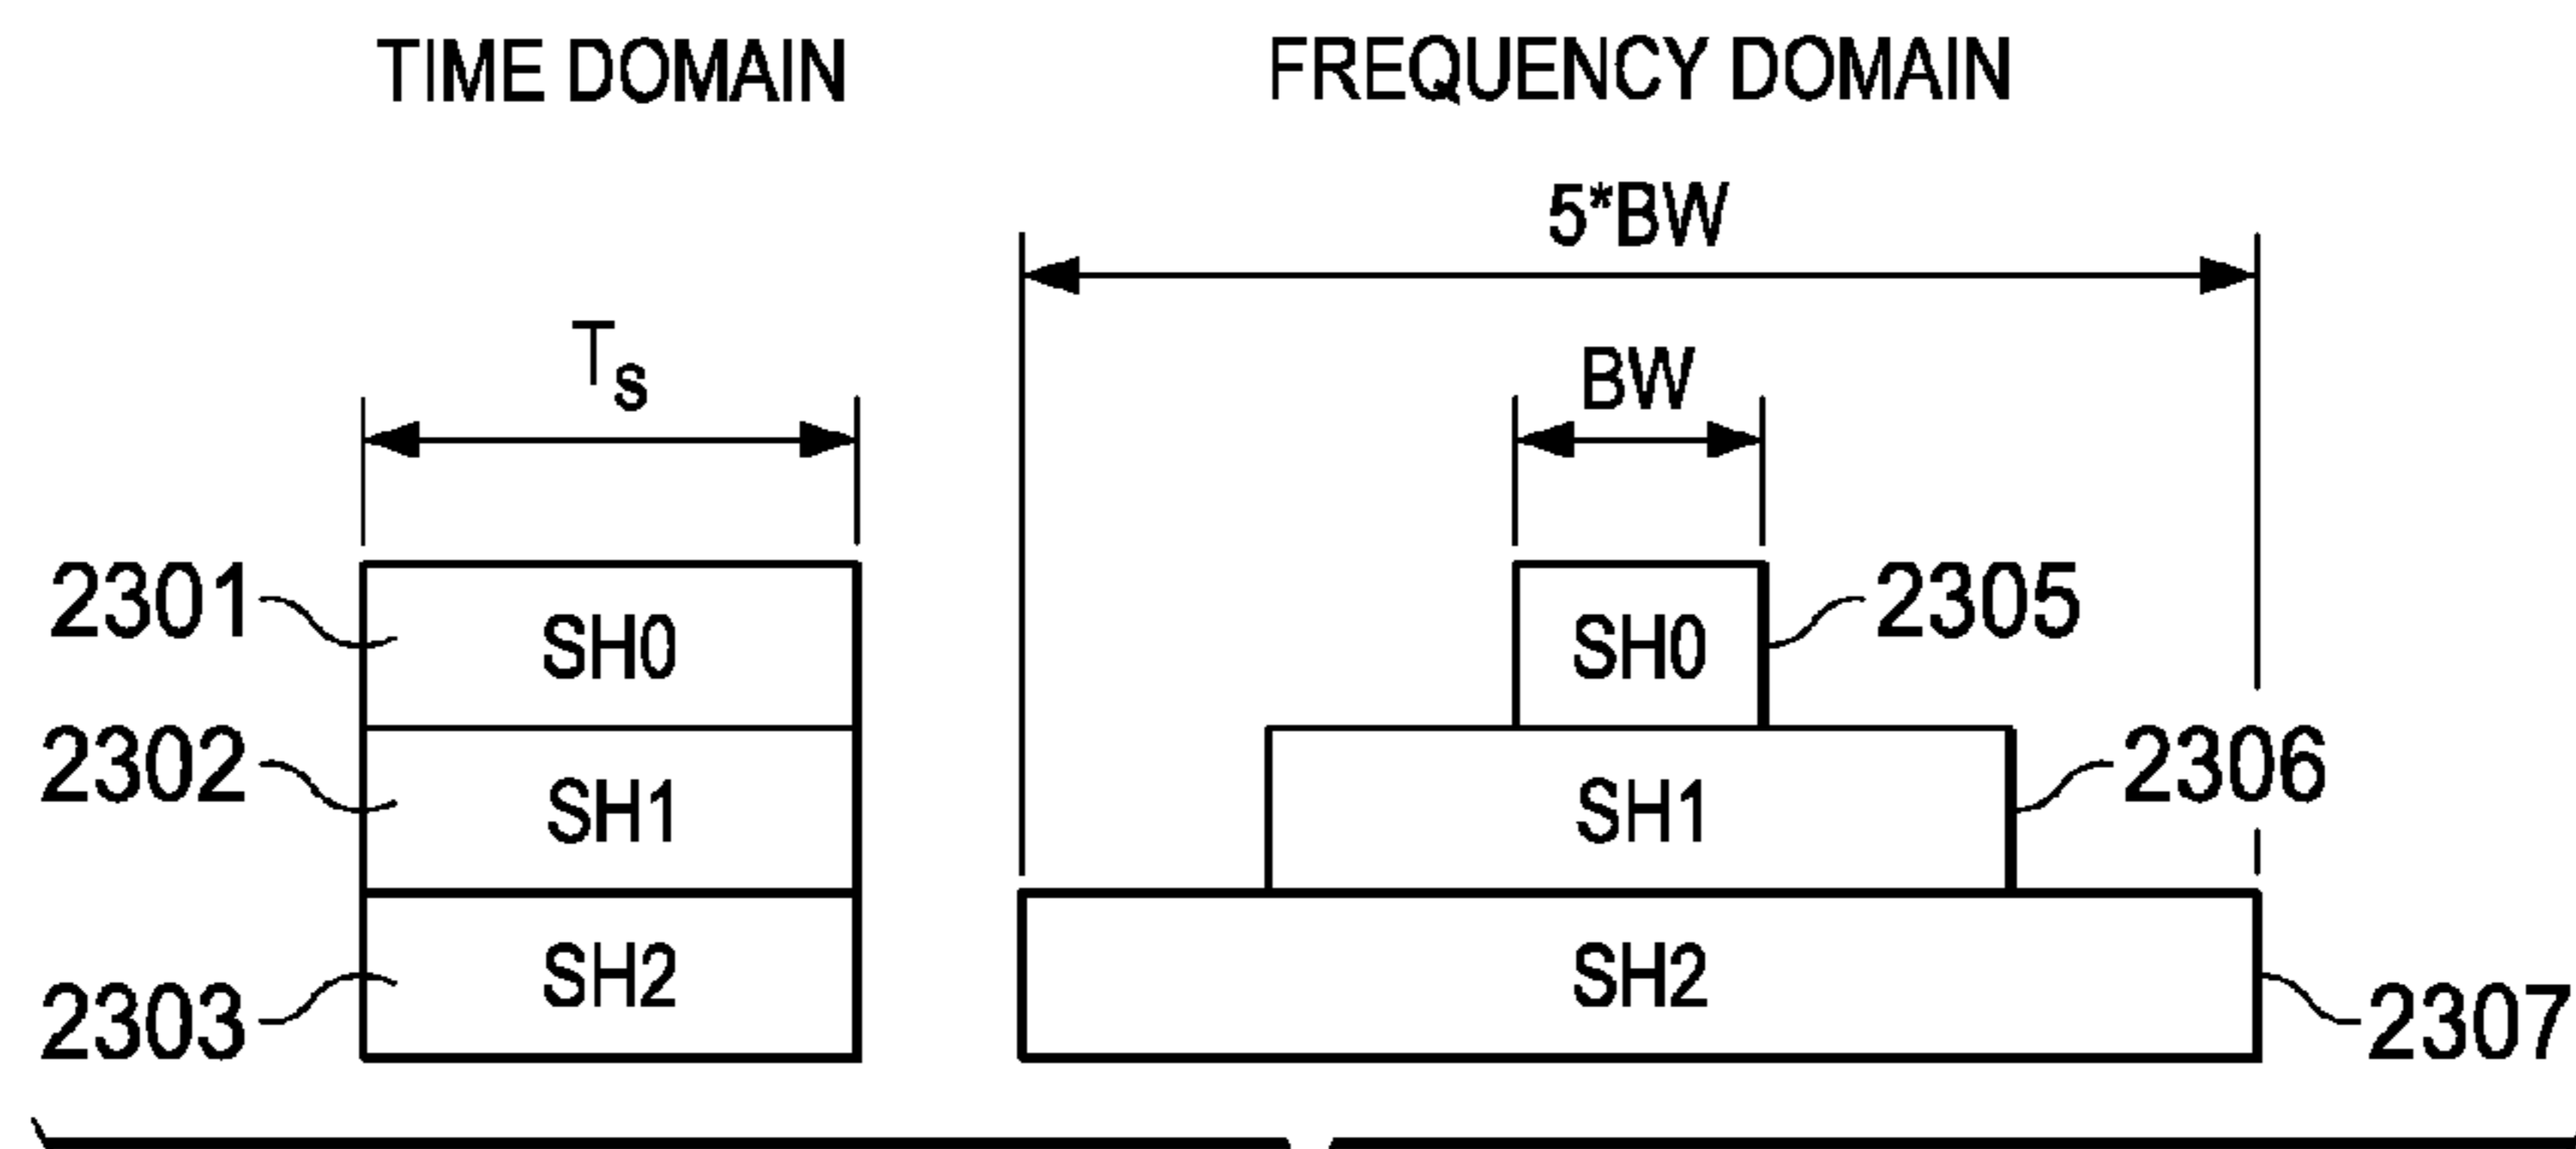 TIME DOMAIN
FREQUENCY DOMAIN
5*BW
Ts
BW
2301
SH0
SH0
2305
2302
SH1
SH1
2306
2303
SH2
SH2
2307